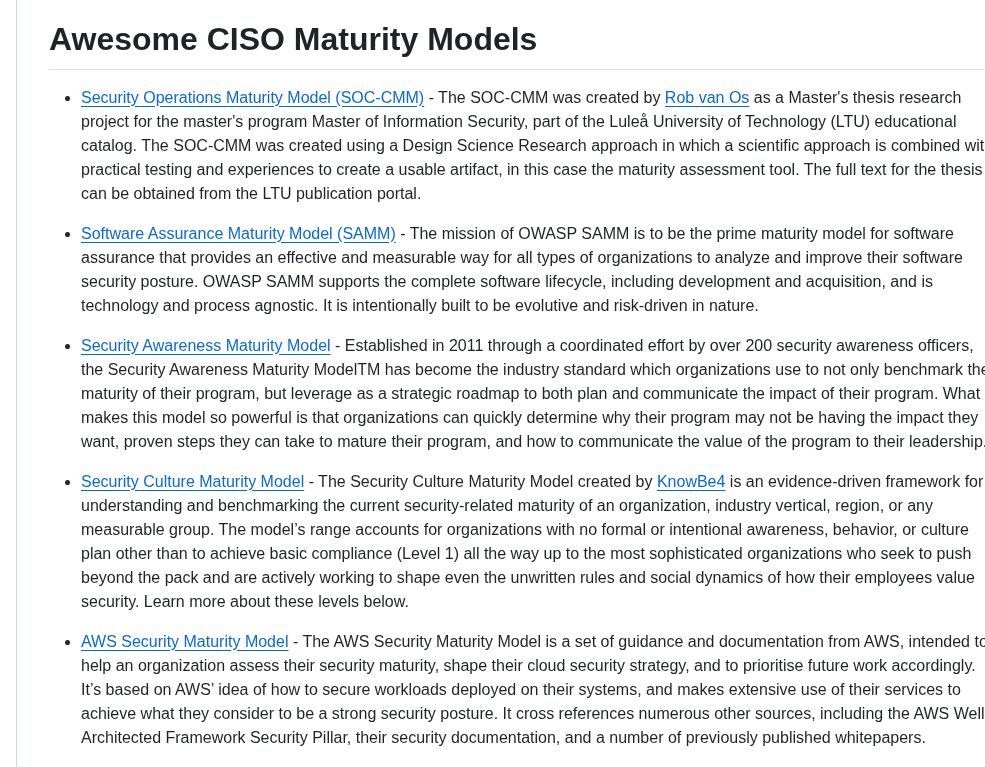 Awesome CISO Maturity Models
• Security Operations Maturity Model (SOC-CMM) - The SOC-CMM was created by Rob van Os as a Master's thesis research
project for the master's program Master of Information Security, part of the Luleå University of Technology (LTU) educational
catalog. The SOC-CMM was created using a Design Science Research approach in which a scientific approach is combined wit
practical testing and experiences to create a usable artifact, in this case the maturity assessment tool. The full text for the thesis
can be obtained from the LTU publication portal.
• Software Assurance Maturity Model (SAMM) - The mission of OWASP SAMM is to be the prime maturity model for software
assurance that provides an effective and measurable way for all types of organizations to analyze and improve their software
security posture. OWASP SAMM supports the complete software lifecycle, including development and acquisition, and is
technology and process agnostic. It is intentionally built to be evolutive and risk-driven in nature.
• Security Awareness Maturity Model - Established in 2011 through a coordinated effort by over 200 security awareness officers,
the Security Awareness Maturity ModelTM has become the industry standard which organizations use to not only benchmark the
maturity of their program, but leverage as a strategic roadmap to both plan and communicate the impact of their program. What
makes this model so powerful is that organizations can quickly determine why their program may not be having the impact they
want, proven steps they can take to mature their program, and how to communicate the value of the program to their leadership.
• Security Culture Maturity Model - The Security Culture Maturity Model created by KnowBe4 is an evidence-driven framework for
understanding and benchmarking the current security-related maturity of an organization, industry vertical, region, or any
measurable group. The model’s range accounts for organizations with no formal or intentional awareness, behavior, or culture
plan other than to achieve basic compliance (Level 1) all the way up to the most sophisticated organizations who seek to push
beyond the pack and are actively working to shape even the unwritten rules and social dynamics of how their employees value
security. Learn more about these levels below.
• AWS Security Maturity Model - The AWS Security Maturity Model is a set of guidance and documentation from AWS, intended to
help an organization assess their security maturity, shape their cloud security strategy, and to prioritise future work accordingly.
It’s based on AWS’ idea of how to secure workloads deployed on their systems, and makes extensive use of their services to
achieve what they consider to be a strong security posture. It cross references numerous other sources, including the AWS Well
Architected Framework Security Pillar, their security documentation, and a number of previously published whitepapers.